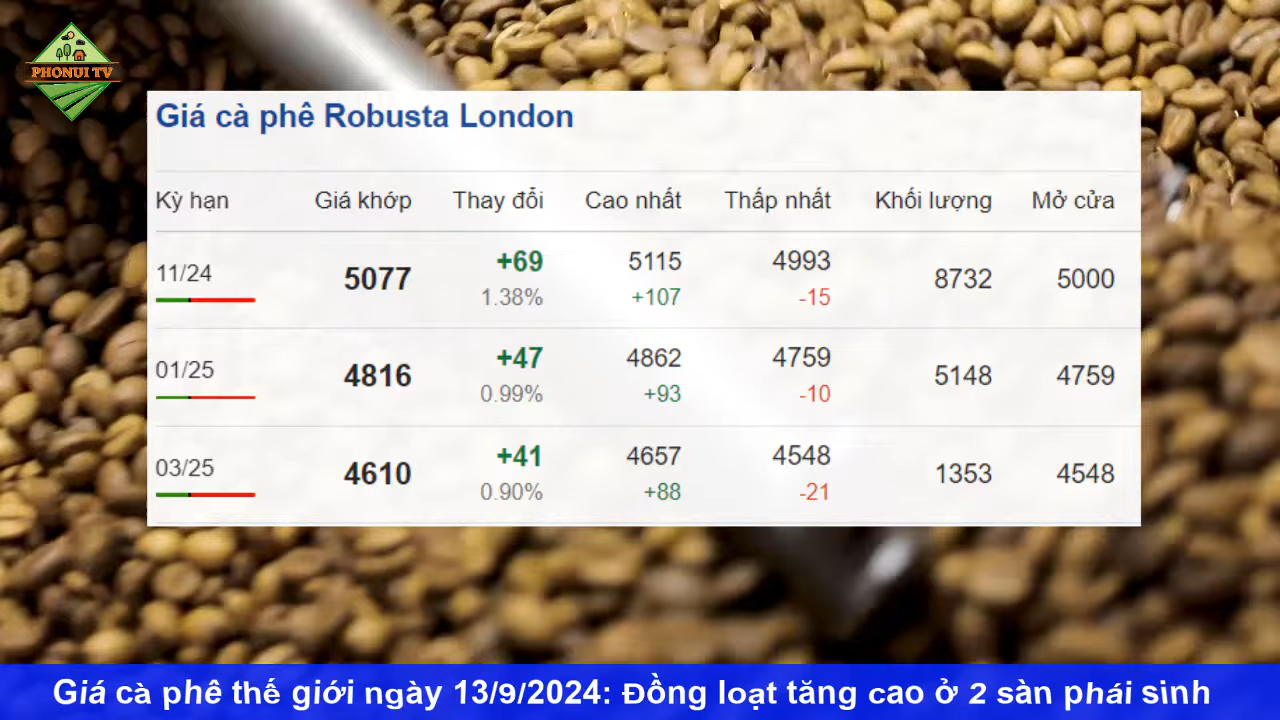 PHONUI TV
Giá cà phê Robusta London
Kỳ hạn Giá khớp Thay đổi Cao nhất Thấp nhất Khối lượng Mở cửa
+69 5115 4993
11/24 5077 8732 5000
1.38% +107 -15
+47 4862 4759
01/25 4816 5148 4759
0.99% +93 -10
+41 4657 4548
03/25 4610 1353 4548
0.90% +88 -21
Giá cà phê thế giới ngày 13/9/2024: Đồng loạt tăng cao ở 2 sàn phái sinh